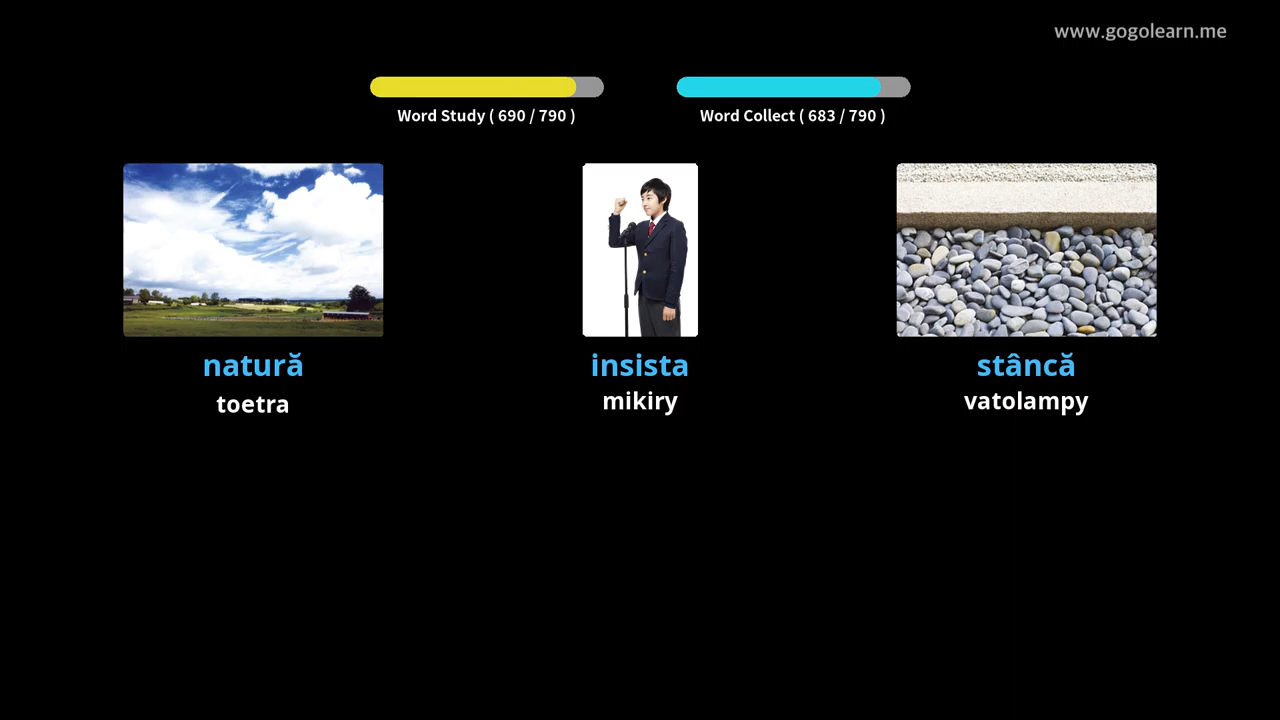 www.gogolearn.me
Word Study ( 690 / 790 )
Word Collect ( 683 / 790 )
natură
insista
stâncă
toetra
mikiry
vatolampy